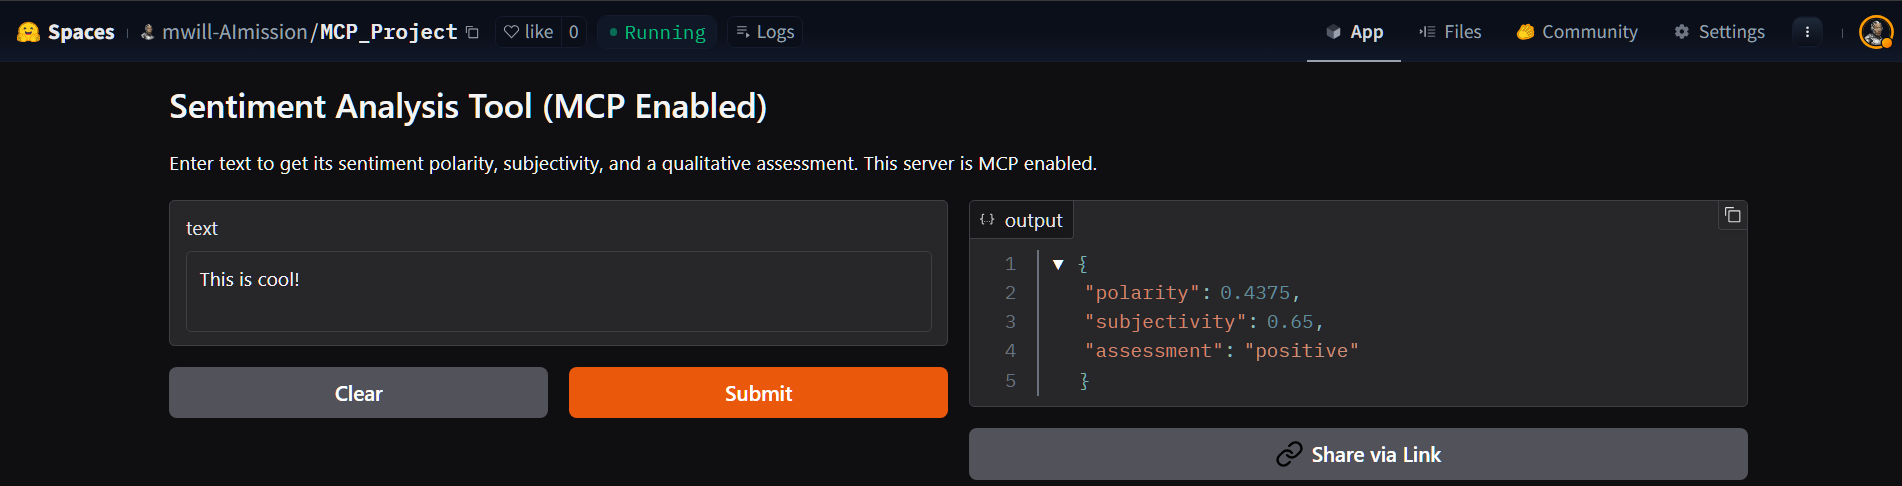 Spaces mwill-AImission/MCP_Project like 0 Running Logs App Files Community Settings
Sentiment Analysis Tool (MCP Enabled)
Enter text to get its sentiment polarity, subjectivity, and a qualitative assessment. This server is MCP enabled.
text
This is cool!
Clear Submit
output
1 {
2 "polarity": 0.4375,
3 "subjectivity": 0.65,
4 "assessment": "positive"
5 }
Share via Link